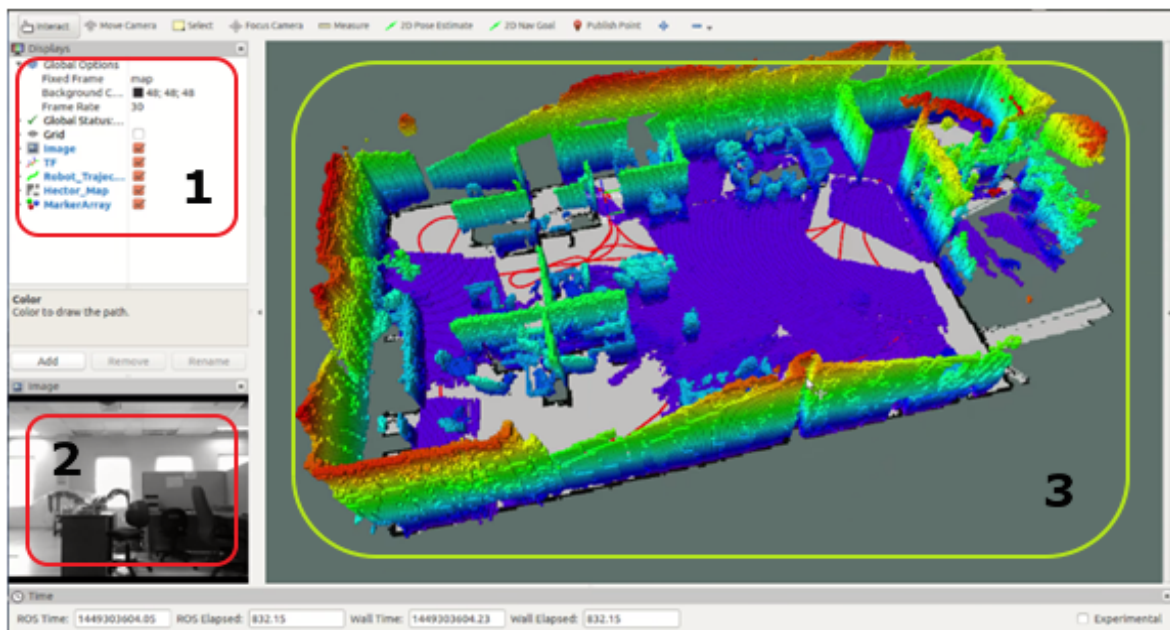 Interact Move Camera Select Focus Camera Measure 2D Pose Estimate 2D Nav Goal Publish Point
Displays
Global Options
Fixed Frame map
Background C... 48; 48; 48
Frame Rate 30
Global Status:...
Grid
Image
TF
Robot_Trajec...
Hector_Map
MarkerArray
1
Color
Color to draw the path.
Add Remove Rename
Image
2
3
Time
ROS Time: 1449303604.05 ROS Elapsed: 832.15 Wall Time: 1449303604.23 Wall Elapsed: 832.15 Experimental